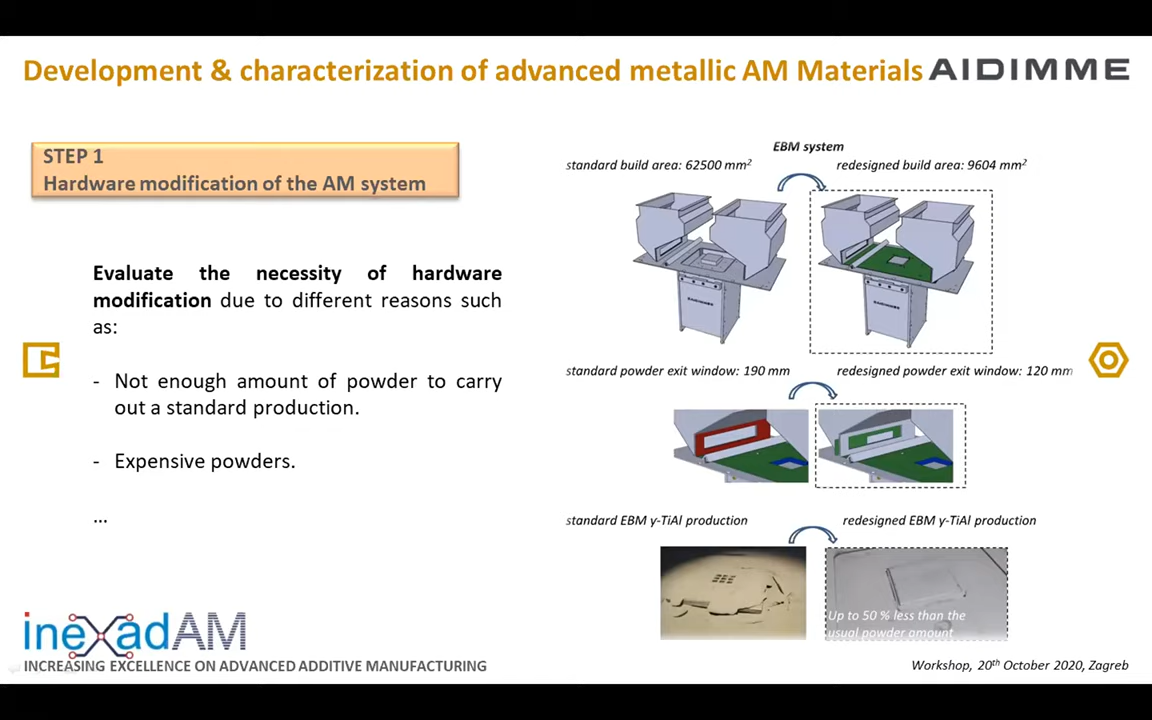 Development & characterization of advanced metallic AM Materials
AIDIMME
STEP 1
Hardware modification of the AM system
Evaluate the necessity of hardware
modification due to different reasons such
as:
- Not enough amount of powder to carry
out a standard production.
- Expensive powders.
...
EBM system
standard build area: 62500 mm²
redesigned build area: 9604 mm²
AIDIMME
AIDIMME
standard powder exit window: 190 mm
redesigned powder exit window: 120 mm
standard EBM γ-TiAl production
redesigned EBM γ-TiAl production
Up to 50 % less than the
usual powder amount
inexadAM
INCREASING EXCELLENCE ON ADVANCED ADDITIVE MANUFACTURING
Workshop, 20th October 2020, Zagreb